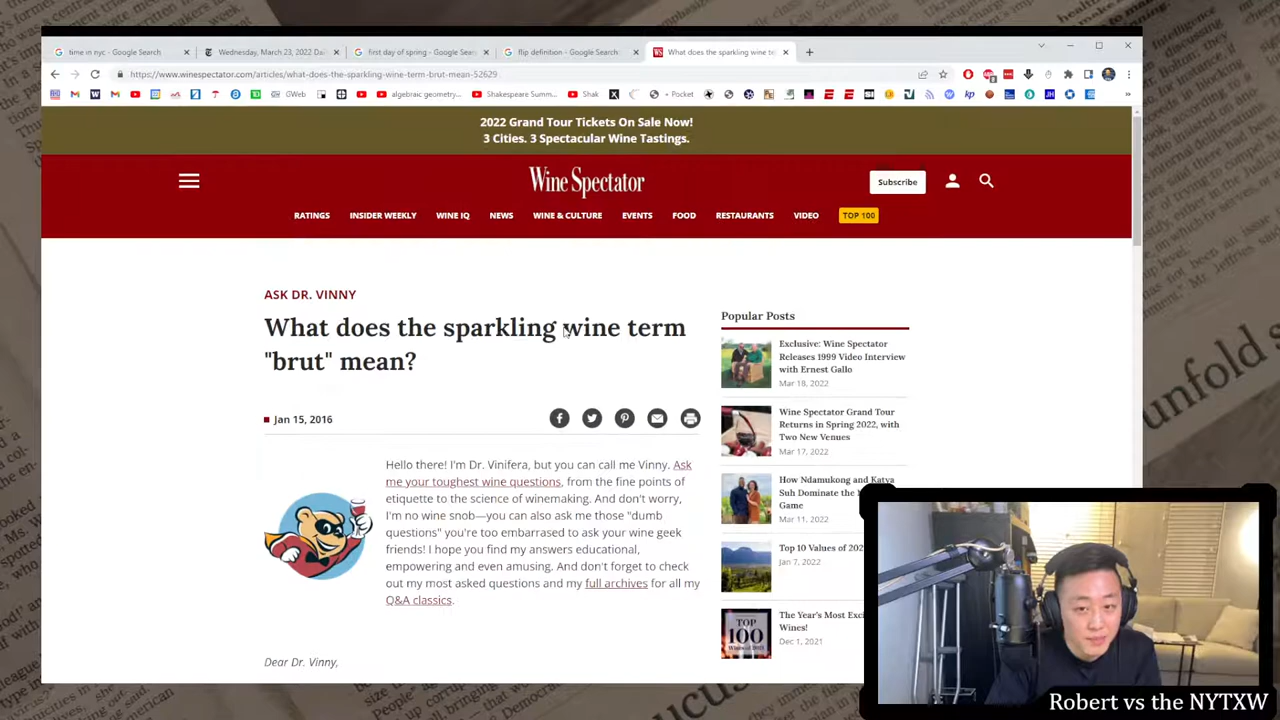 time in nyc - Google Search
Wednesday, March 23, 2022 Dai
first day of spring - Google Sea
flip definition - Google Search
What does the sparkling wine te
https://www.winespectator.com/articles/what-does-the-sparkling-wine-term-brut-mean-52629
GWeb
algebraic geometry...
Shakespeare Summ...
Shak
+ Pocket
2022 Grand Tour Tickets On Sale Now!
3 Cities. 3 Spectacular Wine Tastings.
Wine Spectator
Subscribe
RATINGS
INSIDER WEEKLY
WINE IQ
NEWS
WINE & CULTURE
EVENTS
FOOD
RESTAURANTS
VIDEO
TOP 100
ASK DR. VINNY
What does the sparkling wine term
"brut" mean?
Jan 15, 2016
Hello there! I'm Dr. Vinifera, but you can call me Vinny. Ask
me your toughest wine questions, from the fine points of
etiquette to the science of winemaking. And don't worry,
I'm no wine snob—you can also ask me those "dumb
questions" you're too embarrassed to ask your wine geek
friends! I hope you find my answers educational,
empowering and even amusing. And don't forget to check
out my most asked questions and my full archives for all my
Q&A classics.
Dear Dr. Vinny,
Popular Posts
Exclusive: Wine Spectator
Releases 1999 Video Interview
with Ernest Gallo
Mar 18, 2022
Wine Spectator Grand Tour
Returns in Spring 2022, with
Two New Venues
Mar 17, 2022
How Ndamukong and Katya
Suh Dominate the
Game
Mar 11, 2022
Top 10 Values of 202
Jan 7, 2022
The Year's Most Exci
Wines!
Dec 1, 2021
TOP
100
unfolds
Robert vs the NYTXW